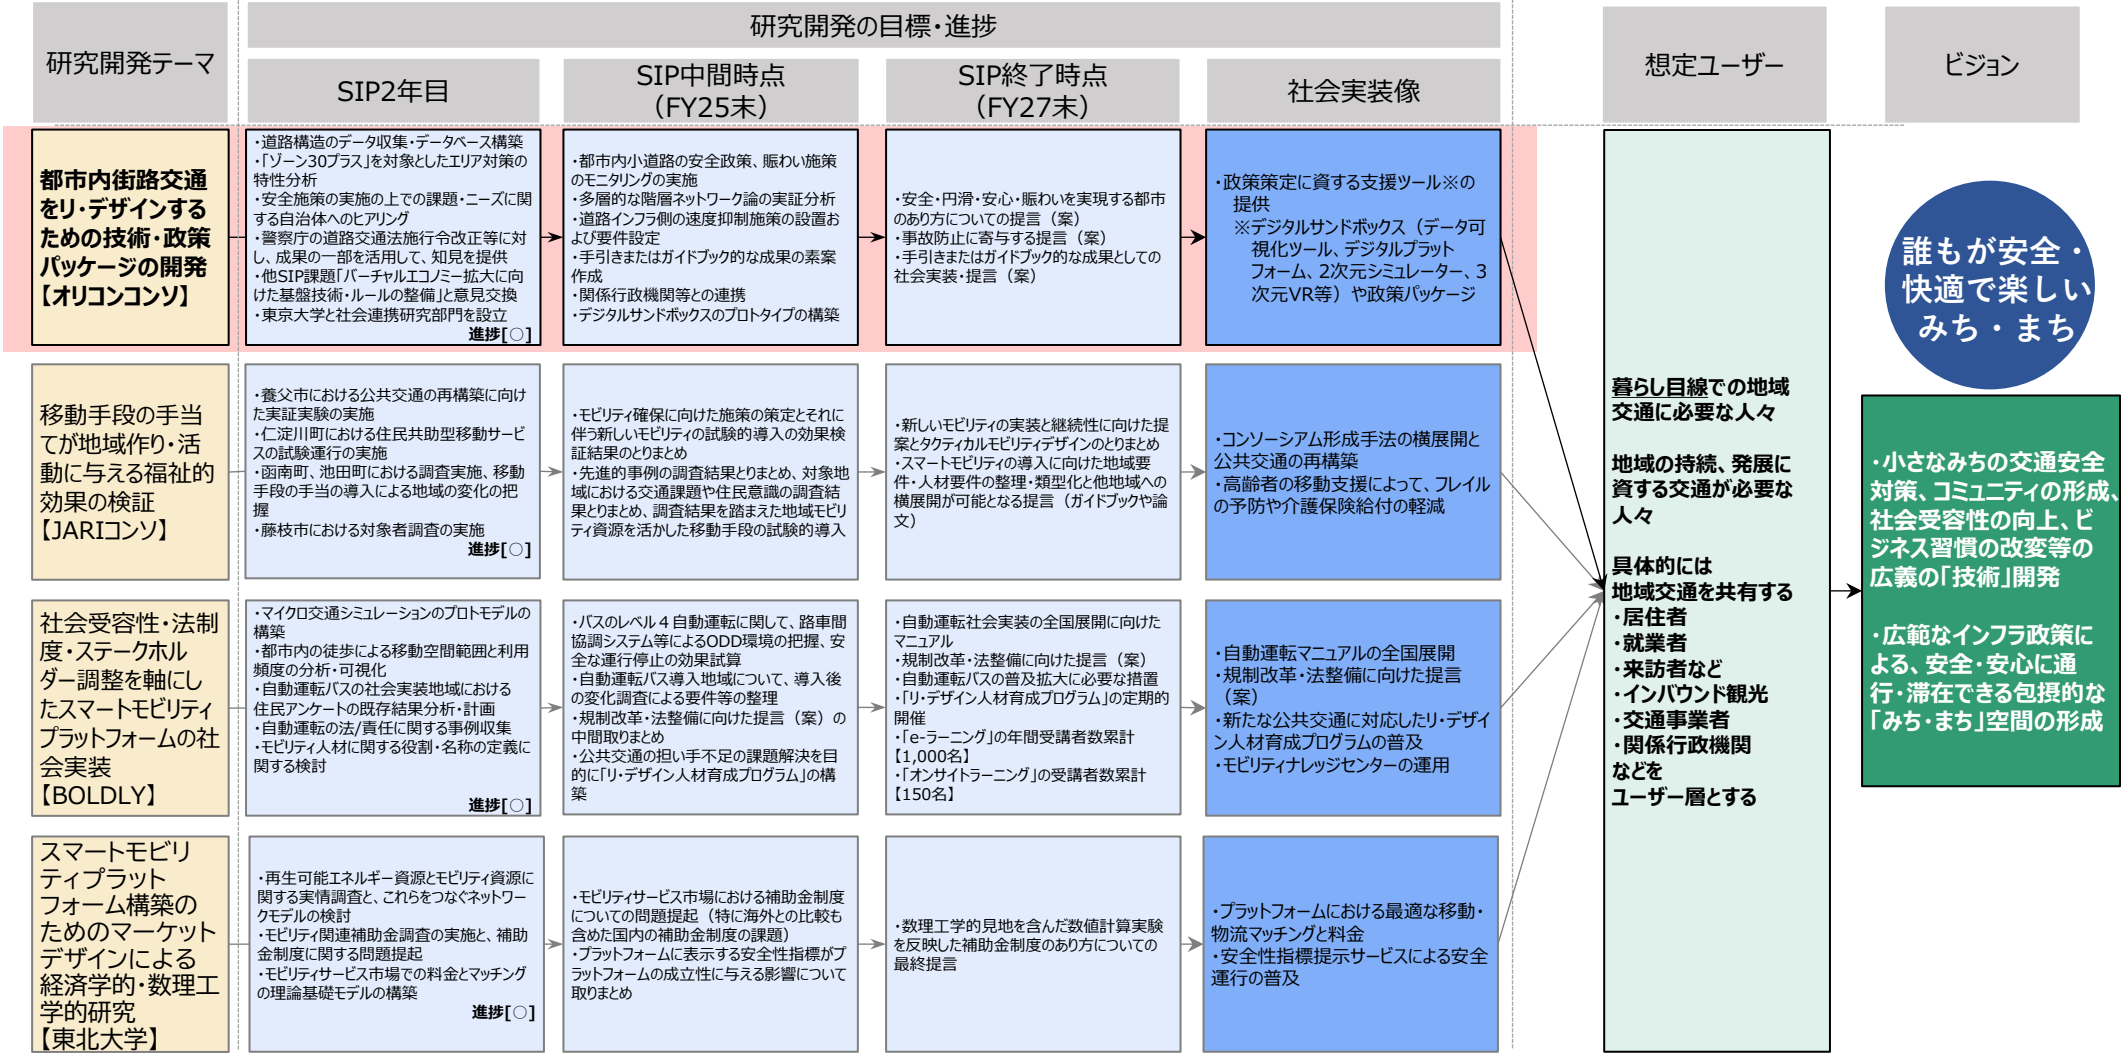 研究開発テーマ
研究開発の目標・進捗
SIP2年目
SIP中間時点
（FY25末）
SIP終了時点
（FY27末）
社会実装像
想定ユーザー
ビジョン
都市内街路交通
をリ・デザインする
ための技術・政策
パッケージの開発
【オリコンコンソ】
・道路構造のデータ収集・データベース構築
・「ゾーン30プラス」を対象としたエリア対策の
特性分析
・安全施策の実施の上での課題・ニーズに関
する自治体へのヒアリング
・警察庁の道路交通法施行令改正等に対
し、成果の一部を活用して、知見を提供
・他SIP課題「バーチャルエコノミー拡大に向
けた基盤技術・ルールの整備」と意見交換
・東京大学と社会連携研究部門を設立
進捗[○]
・都市内小道路の安全政策、賑わい施策
のモニタリングの実施
・多層的な階層ネットワーク論の実証分析
・道路インフラ側の速度抑制施策の設置お
よび要件設定
・手引きまたはガイドブック的な成果の素案
作成
・関係行政機関等との連携
・デジタルサンドボックスのプロトタイプの構築
・安全・円滑・安心・賑わいを実現する都市
のあり方についての提言（案）
・事故防止に寄与する提言（案）
・手引きまたはガイドブック的な成果としての
社会実装・提言（案）
・政策策定に資する支援ツール※の
提供
※デジタルサンドボックス（データ可
視化ツール、デジタルプラット
フォーム、2次元シミュレーター、3
次元VR等）や政策パッケージ
移動手段の手当
てが地域作り・活
動に与える福祉的
効果の検証
【JARIコンソ】
・養父市における公共交通の再構築に向け
た実証実験の実施
・仁淀川町における住民共助型移動サービ
スの試験運行の実施
・函南町、池田町における調査実施、移動
手段の手当の導入による地域の変化の把
握
・藤枝市における対象者調査の実施
進捗[○]
・モビリティ確保に向けた施策の策定とそれに
伴う新しいモビリティの試験的導入の効果検
証結果のとりまとめ
・先進的事例の調査結果とりまとめ、対象地
域における交通課題や住民意識の調査結
果とりまとめ、調査結果を踏まえた地域モビリ
ティ資源を活かした移動手段の試験的導入
・新しいモビリティの実装と継続性に向けた提
案とタクティカルモビリティデザインのとりまとめ
・スマートモビリティの導入に向けた地域要
件・人材要件の整理・類型化と他地域への
横展開が可能となる提言（ガイドブックや論
文）
・コンソーシアム形成手法の横展開と
公共交通の再構築
・高齢者の移動支援によって、フレイル
の予防や介護保険給付の軽減
社会受容性・法制
度・ステークホル
ダー調整を軸にし
たスマートモビリティ
プラットフォームの社
会実装
【BOLDLY】
・マイクロ交通シミュレーションのプロトモデルの
構築
・都市内の徒歩による移動空間範囲と利用
頻度の分析・可視化
・自動運転バスの社会実装地域における
住民アンケートの既存結果分析・計画
・自動運転の法/責任に関する事例収集
・モビリティ人材に関する役割・名称の定義に
関する検討
進捗[○]
・バスのレベル４自動運転に関して、路車間
協調システム等によるODD環境の把握、安
全な運行停止の効果試算
・自動運転バス導入地域について、導入後
の変化調査による要件等の整理
・規制改革・法整備に向けた提言（案）の
中間取りまとめ
・公共交通の担い手不足の課題解決を目
的に「リ・デザイン人材育成プログラム」の構
築
・自動運転社会実装の全国展開に向けた
マニュアル
・規制改革・法整備に向けた提言（案）
・自動運転バスの普及拡大に必要な措置
・「リ・デザイン人材育成プログラム」の定期的
開催
・「e-ラーニング」の年間受講者数累計
【1,000名】
・「オンサイトラーニング」の受講者数累計
【150名】
・自動運転マニュアルの全国展開
・規制改革・法整備に向けた提言
（案）
・新たな公共交通に対応したリ・デザイ
ン人材育成プログラムの普及
・モビリティナレッジセンターの運用
スマートモビリ
ティプラット
フォーム構築の
ためのマーケット
デザインによる
経済学的・数理工
学的研究
【東北大学】
・再生可能エネルギー資源とモビリティ資源に
関する実情調査と、これらをつなぐネットワー
クモデルの検討
・モビリティ関連補助金調査の実施と、補助
金制度に関する問題提起
・モビリティサービス市場での料金とマッチング
の理論基礎モデルの構築
進捗[○]
・モビリティサービス市場における補助金制度
についての問題提起（特に海外との比較も
含めた国内の補助金制度の課題）
・プラットフォームに表示する安全性指標がプ
ラットフォームの成立性に与える影響について
取りまとめ
・数理工学的見地を含んだ数値計算実験
を反映した補助金制度のあり方についての
最終提言
・プラットフォームにおける最適な移動・
物流マッチングと料金
・安全性指標提示サービスによる安全
運行の普及
暮らし目線での地域
交通に必要な人々
地域の持続、発展に
資する交通が必要な
人々
具体的には
地域交通を共有する
・居住者
・就業者
・来訪者など
・インバウンド観光
・交通事業者
・関係行政機関
などを
ユーザー層とする
誰もが安全・
快適で楽しい
みち・まち
・小さなみちの交通安全
対策、コミュニティの形成、
社会受容性の向上、ビ
ジネス習慣の改変等の
広義の「技術」開発
・広範なインフラ政策に
よる、安全・安心に通
行・滞在できる包摂的な
「みち・まち」空間の形成